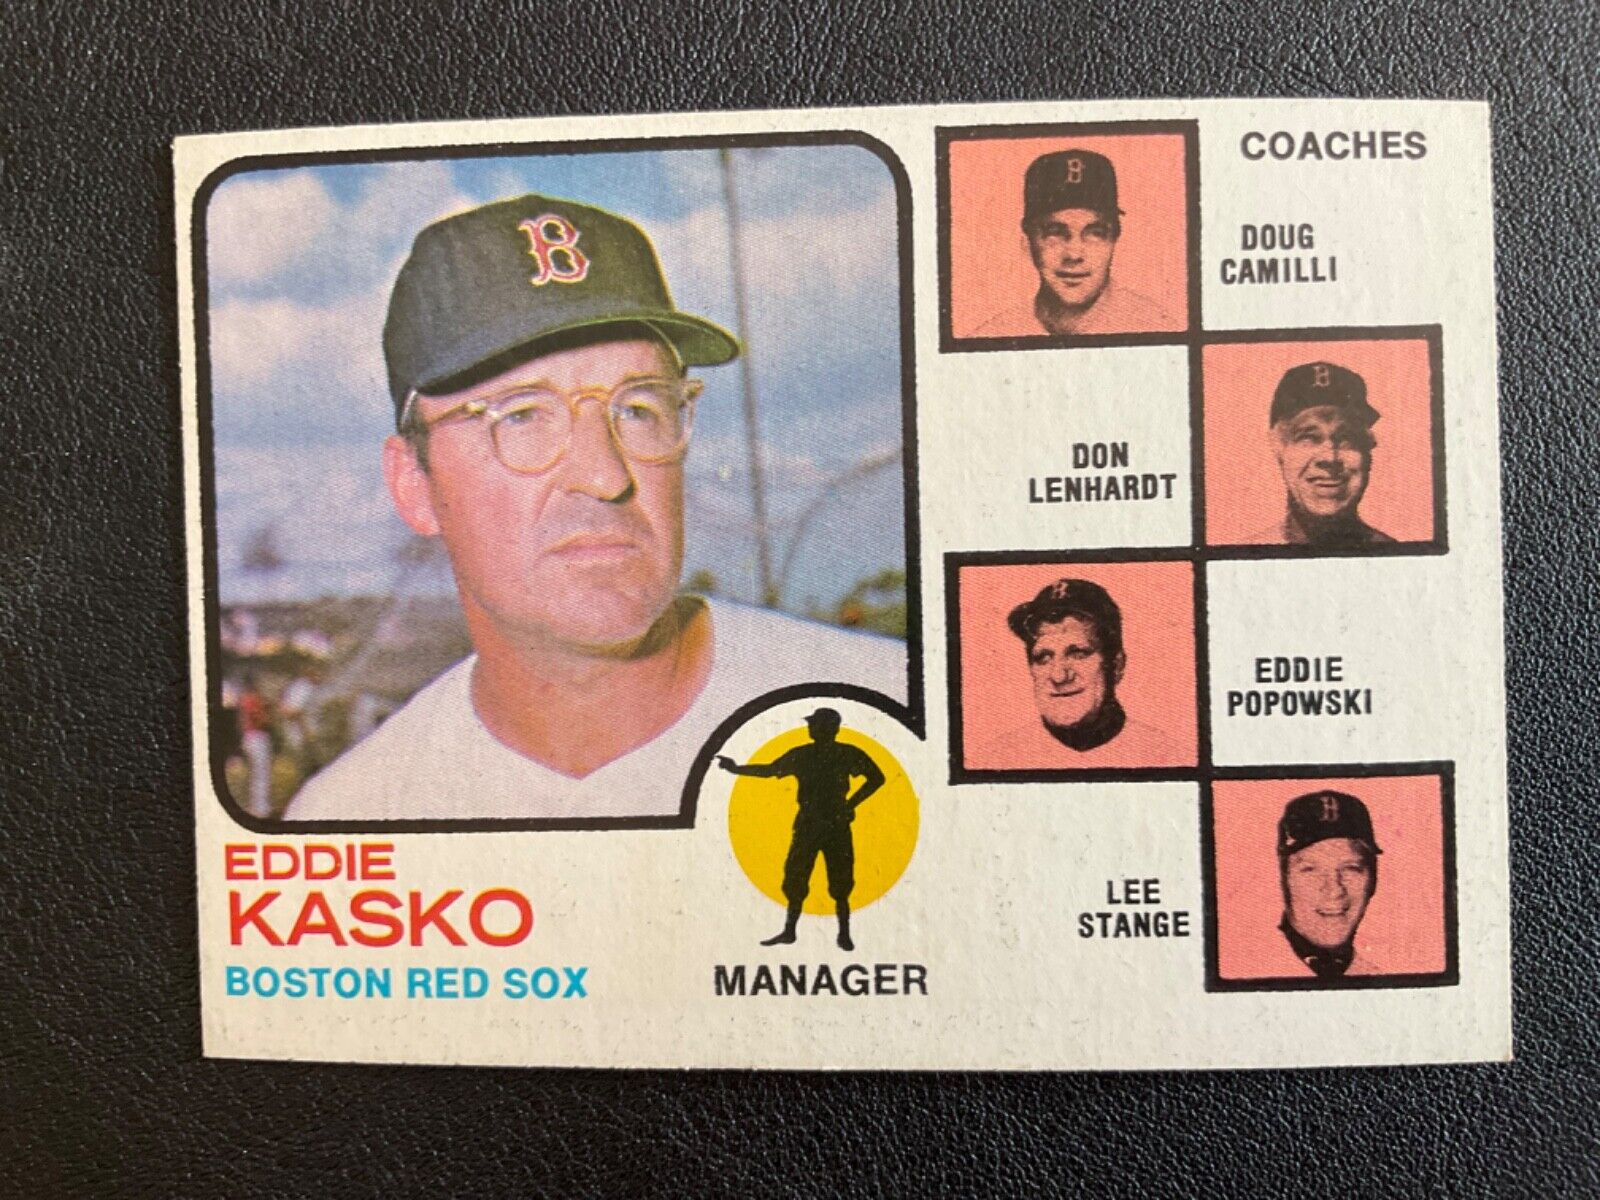 B
EDDIE
KASKO
BOSTON RED SOX
MANAGER
COACHES
B
DOUG
CAMILLI
DON
LENHARDT
B
B
EDDIE
POPOWSKI
LEE
STANGE
B